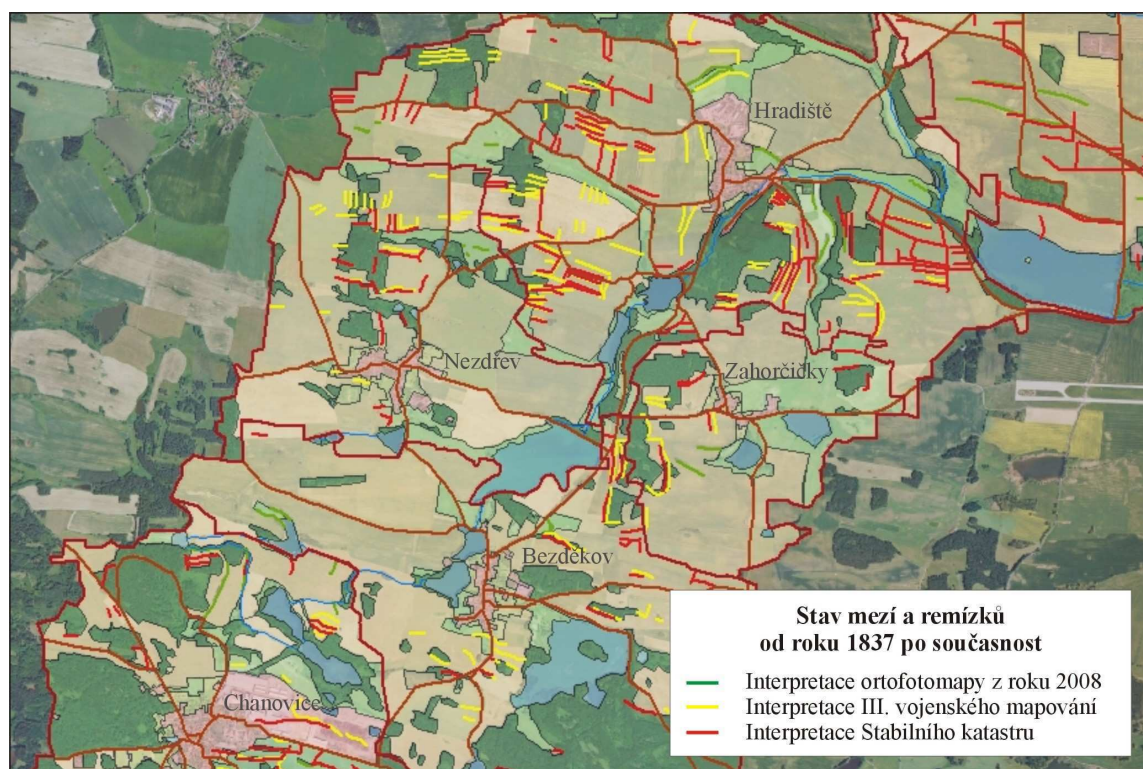 Hradiště
Nezdřev
Zahorčičky
Bezděkov
Chanovice
Stav mezí a remízků
od roku 1837 po současnost
Interpretace ortofotomapy z roku 2008
Interpretace III. vojenského mapování
Interpretace Stabilního katastru